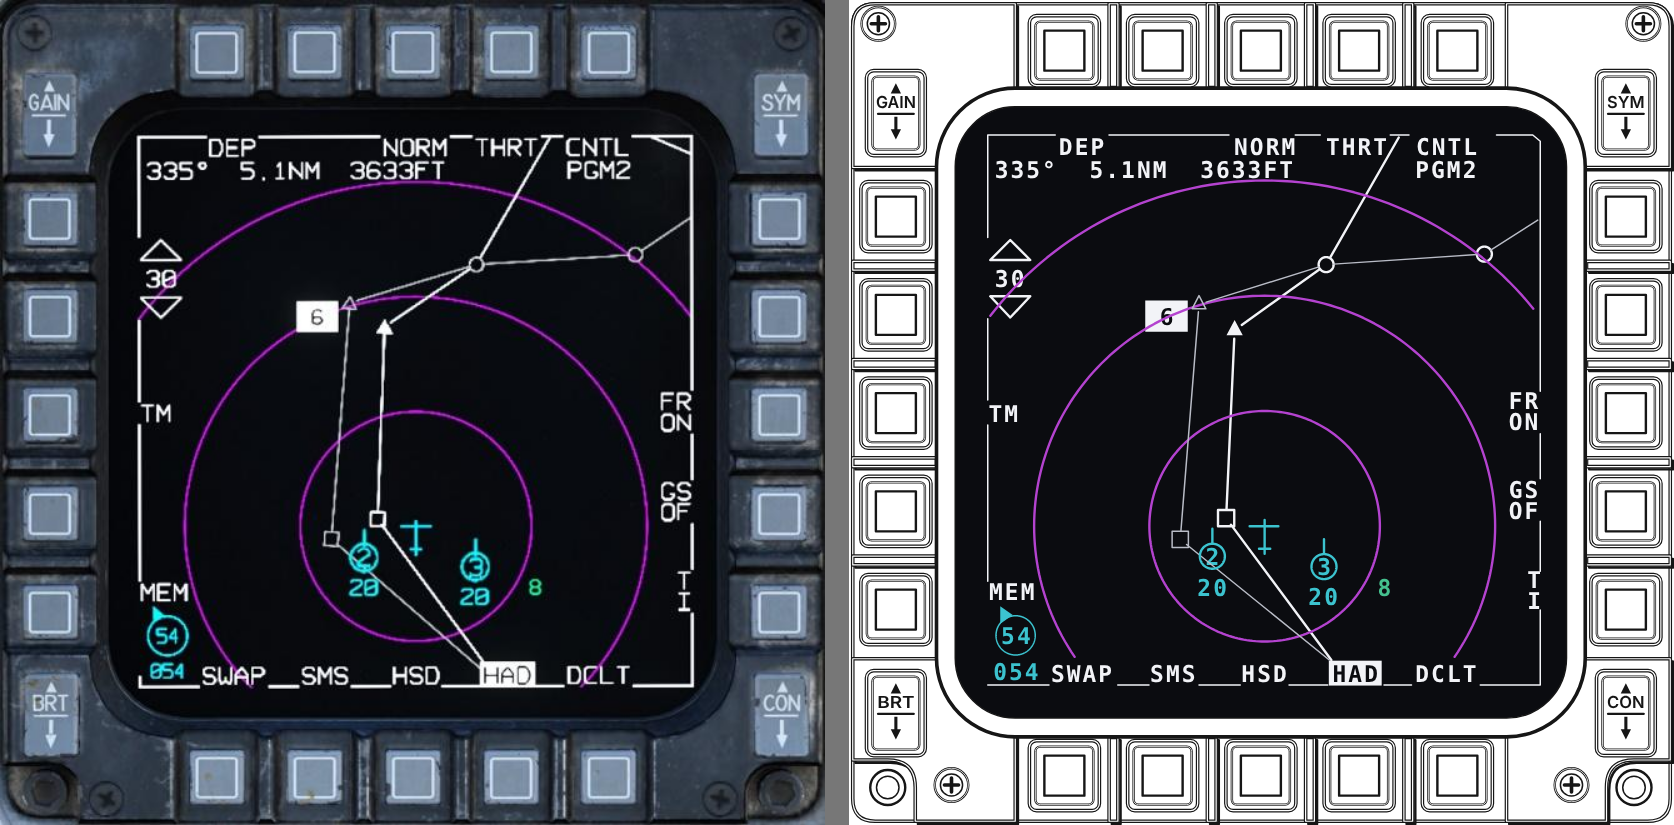 GAIN
SYM
DEP NORM THRT CNTL
335° 5.1NM 3633FT PGM2
30
6
TM
FR
ON
GS
OF
2
20
3
20
8
T
I
MEM
54
054
SWAP SMS HSD HAD DCLT
BRT
CON
GAIN
SYM
DEP NORM THRT CNTL
335° 5.1NM 3633FT PGM2
30
6
TM
FR
ON
GS
OF
2
20
3
20
8
T
I
MEM
54
054
SWAP SMS HSD HAD DCLT
BRT
CON